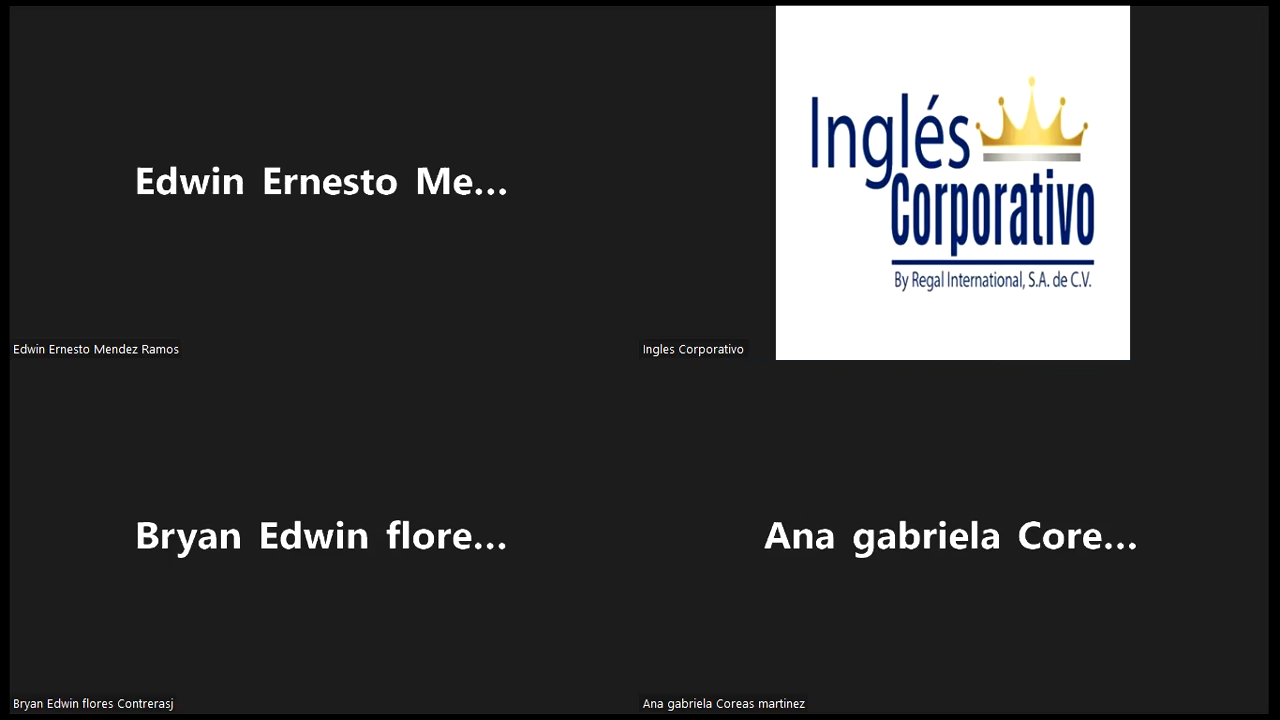 Edwin Ernesto Me...
Edwin Ernesto Mendez Ramos
Inglés
Corporativo
By Regal International, S.A. de C.V.
Ingles Corporativo
Bryan Edwin flore...
Bryan Edwin flores Contrerasj
Ana gabriela Core...
Ana gabriela Coreas martinez